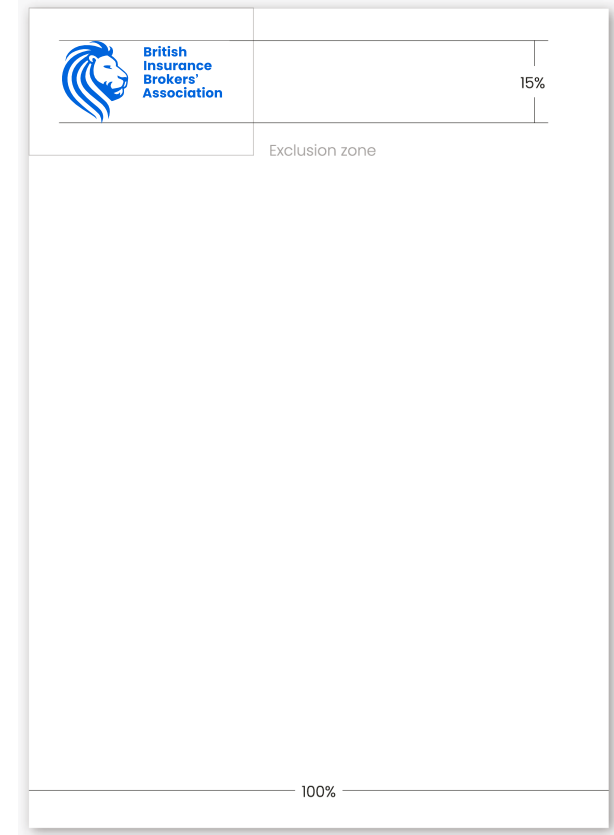 British
Insurance
Brokers’
Association
15%
Exclusion zone
100%